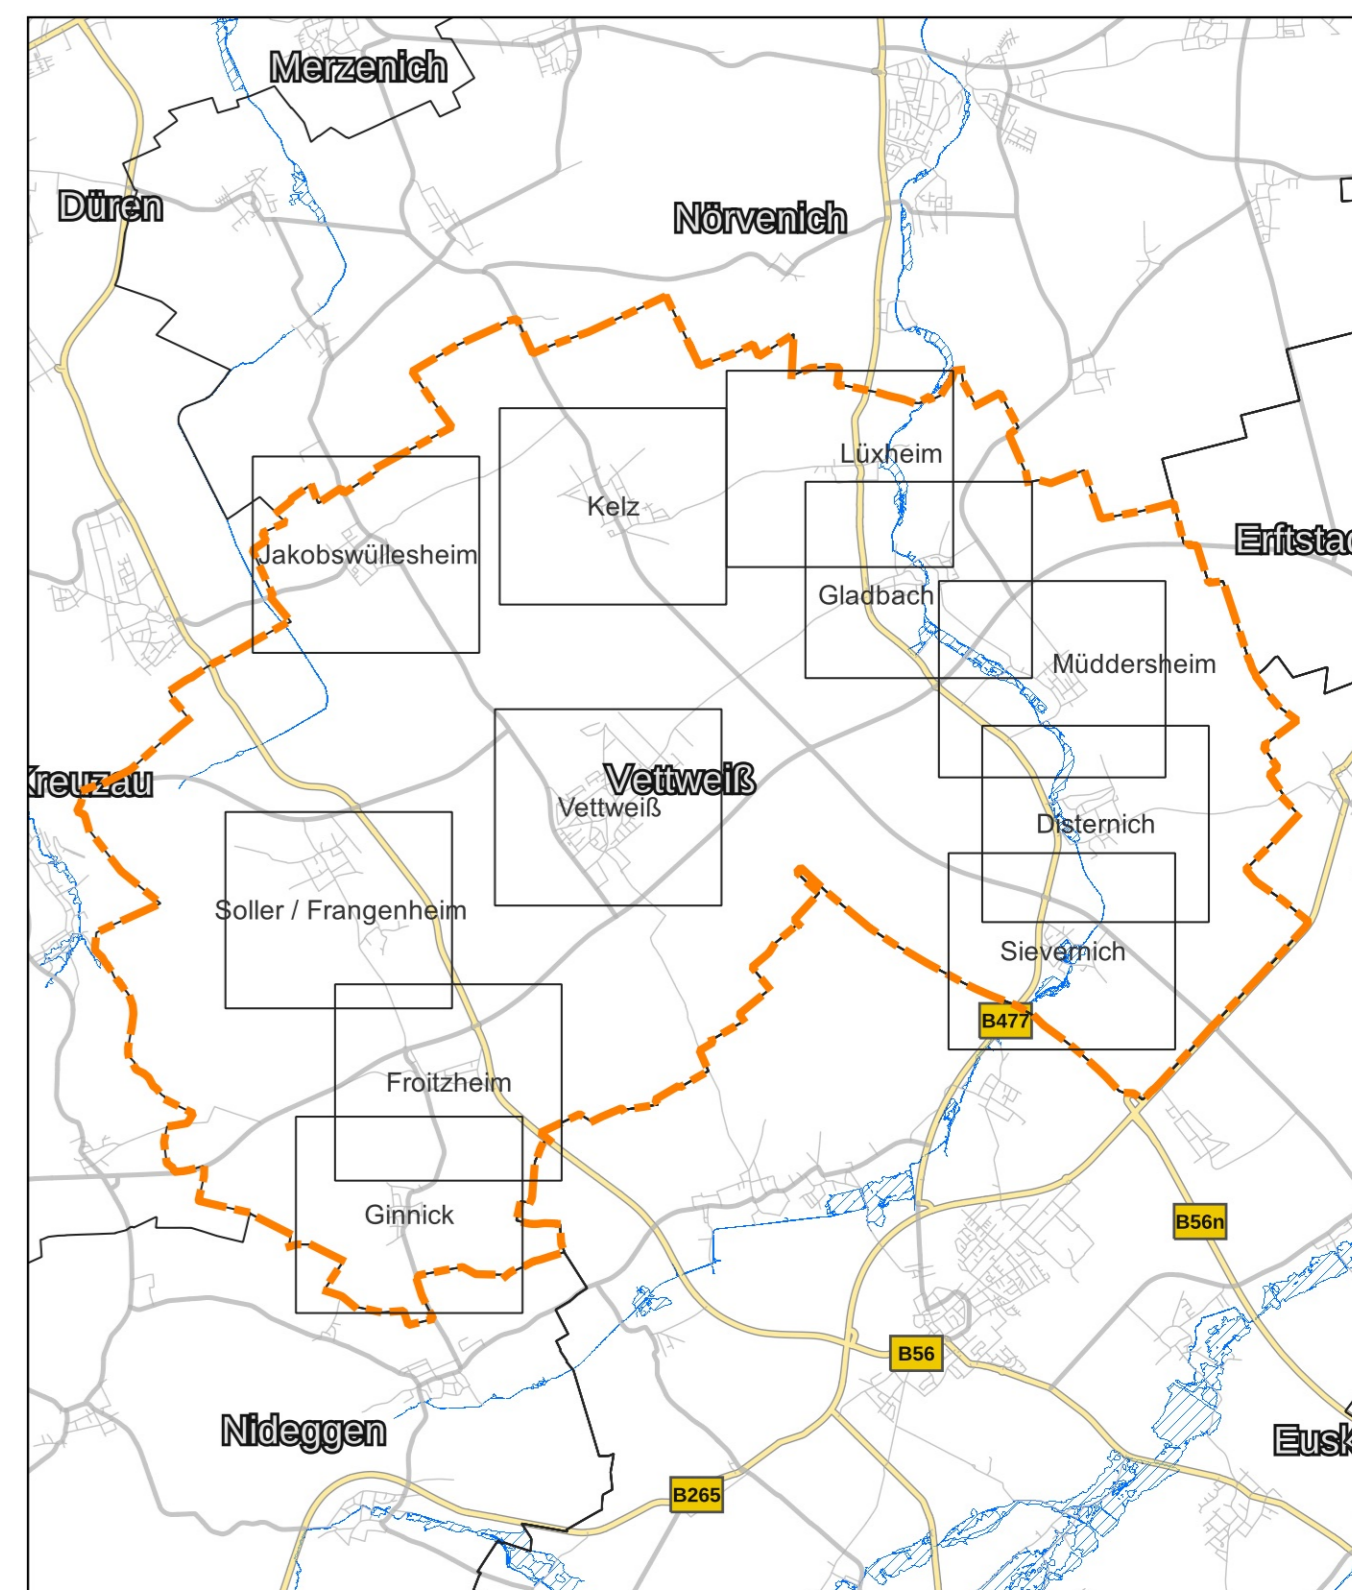 Merzenich
Düren
Nörvenich
Lüxheim
Kelz
Erftstad
Jakobswüllesheim
Gladbach
Müddersheim
Kreuzau
Vettweiß
Vettweiß
Disternich
Soller / Frangenheim
Sievernich
B477
Froitzheim
Ginnick
B56n
B56
Nideggen
Eusk
B265